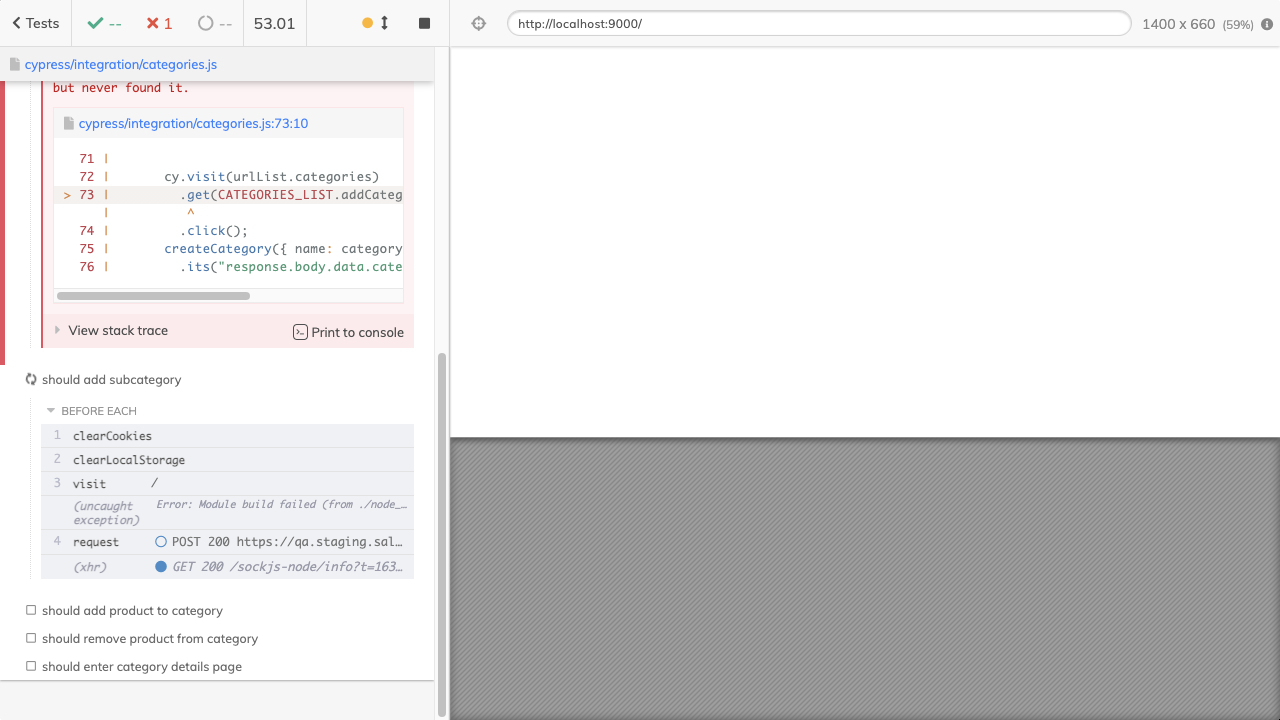 Tests
--
1
--
53.01
http://localhost:9000/
1400 x 660 (59%)
cypress/integration/categories.js
but never found it.
cypress/integration/categories.js:73:10
71 |
72 | cy.visit(urlList.categories)
> 73 | .get(CATEGORIES_LIST.addCateg
| ^
74 | .click();
75 | createCategory({ name: category
76 | .its("response.body.data.cate
View stack trace
Print to console
should add subcategory
BEFORE EACH
1 clearCookies
2 clearLocalStorage
3 visit /
(uncaught exception) Error: Module build failed (from ./node_…
4 request POST 200 https://qa.staging.sal…
(xhr) GET 200 /sockjs-node/info?t=163…
should add product to category
should remove product from category
should enter category details page